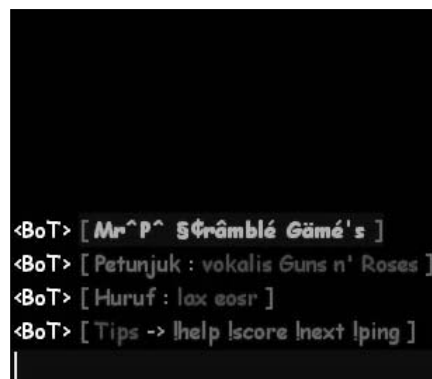 <BoT> [ Mr^P^ §¢râmblé Gämé's ]
<BoT> [ Petunjuk : vokalis Guns n' Roses ]
<BoT> [ Huruf : lax eosr ]
<BoT> [ Tips -> !help !score !next !ping ]